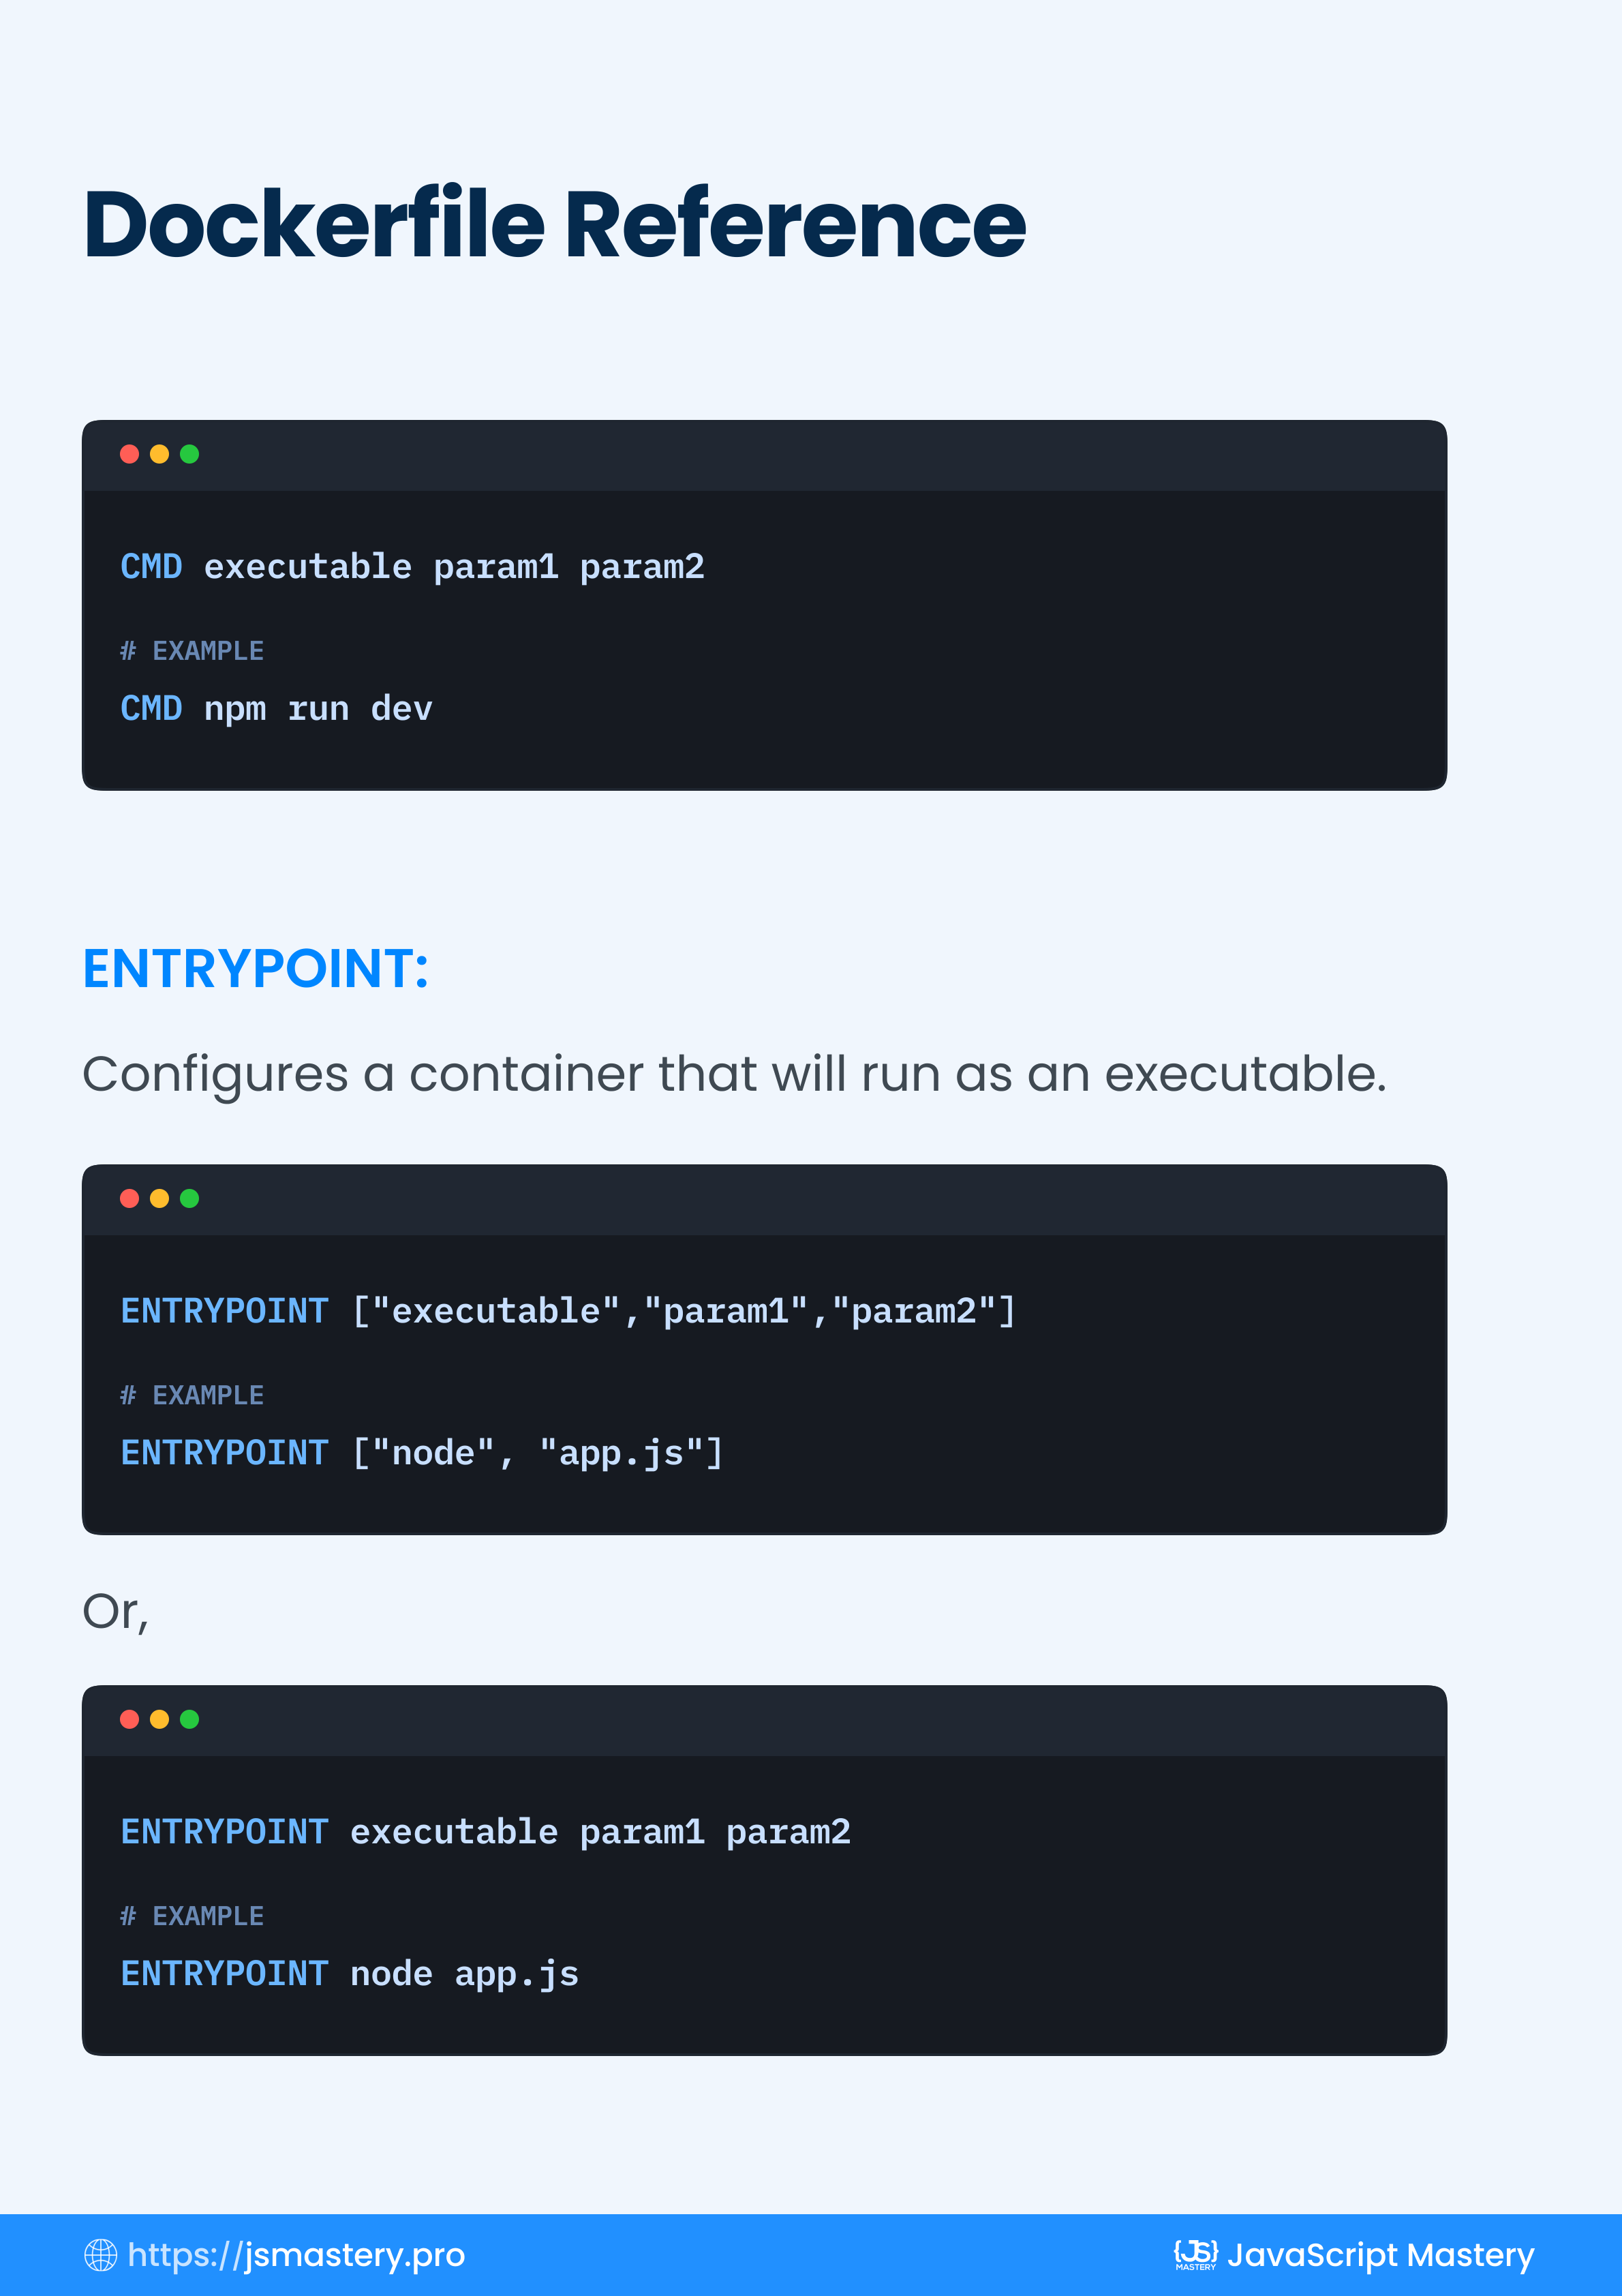 Dockerfile Reference
CMD executable param1 param2
# EXAMPLE
CMD npm run dev
ENTRYPOINT:
Configures a container that will run as an executable.
ENTRYPOINT ["executable","param1","param2"]
# EXAMPLE
ENTRYPOINT ["node", "app.js"]
Or,
ENTRYPOINT executable param1 param2
# EXAMPLE
ENTRYPOINT node app.js
https://jsmastery.pro
{JS} MASTERY JavaScript Mastery